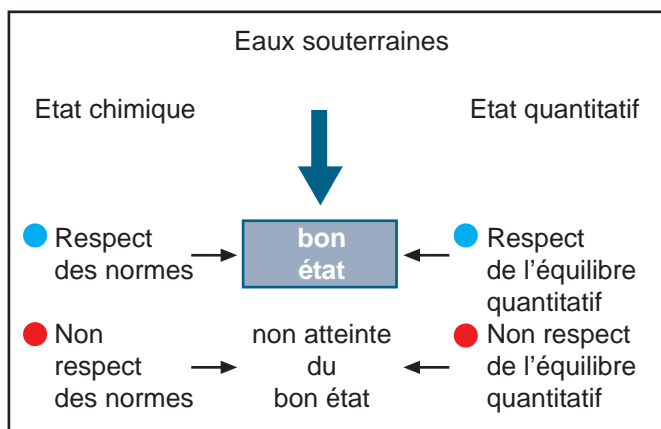 Eaux souterraines
Etat chimique
Etat quantitatif
Respect
des normes
bon
état
Respect
de l'équilibre
quantitatif
Non
respect
des normes
non atteinte
du
bon état
Non respect
de l'équilibre
quantitatif